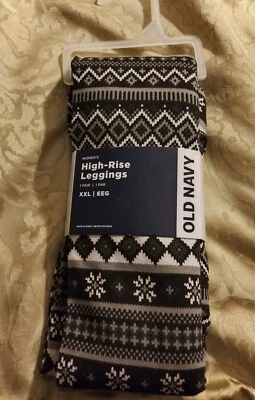 WOMEN'S
High-Rise
Leggings
1 PAIR | 1 PAR
XXL | EEG
OLD NAVY